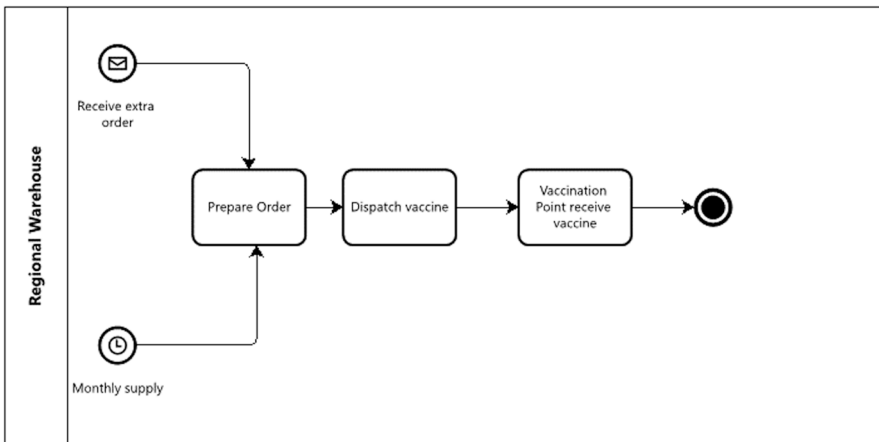 Regional Warehouse
Receive extra
order
Prepare Order
Dispatch vaccine
Vaccination
Point receive
vaccine
Monthly supply